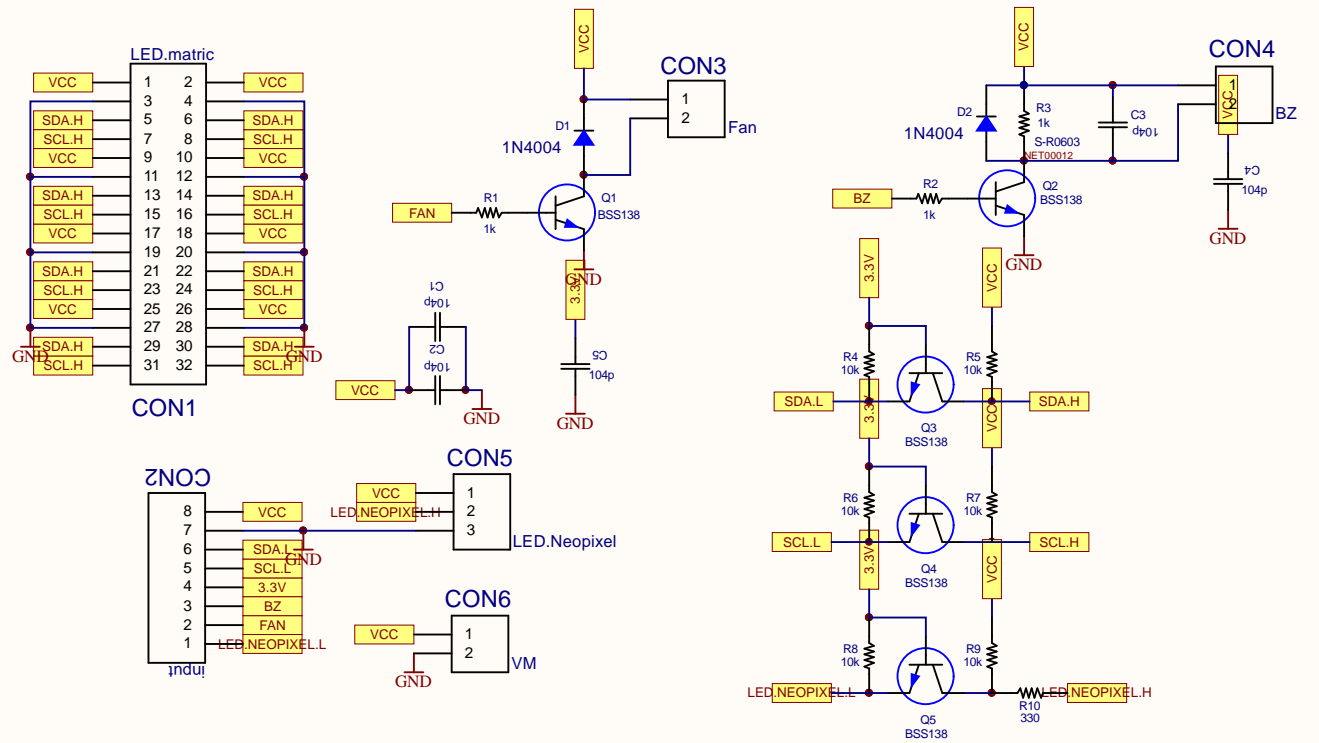 LED.matric
VCC 1 2 VCC
3 4
SDA.H 5 6 SDA.H
SCL.H 7 8 SCL.H
VCC 9 10 VCC
11 12
SDA.H 13 14 SDA.H
SCL.H 15 16 SCL.H
VCC 17 18 VCC
19 20
SDA.H 21 22 SDA.H
SCL.H 23 24 SCL.H
VCC 25 26 VCC
27 28
GND GND
SDA.H 29 30 SDA.H
SCL.H 31 32 SCL.H
CON1
VCC
CON3
1
2
Fan
D1
1N4004
FAN
R1
1k
Q1
BSS138
GND
3.3V
C5
104p
GND
C1
104p
C2
104p
VCC
GND
VCC
CON4
1
2
VCC
BZ
D2
1N4004
R3
1k
S-R0603
NET00012
C3
104p
C4
104p
GND
BZ
R2
1k
Q2
BSS138
GND
3.3V
VCC
R4
10k
R5
10k
SDA.L
3.3V
VCC
SDA.H
Q3
BSS138
R6
10k
R7
10k
SCL.L
3.3V
VCC
SCL.H
Q4
BSS138
R8
10k
R9
10k
LED.NEOPIXEL.L
R10
330
LED.NEOPIXEL.H
Q5
BSS138
CON2
8 VCC
7
GND
6 SDA.L
5 SCL.L
4 3.3V
3 BZ
2 FAN
1 LED.NEOPIXEL.L
input
CON5
VCC 1
LED.NEOPIXEL.H 2
3
LED.Neopixel
CON6
VCC 1
2
GND
VM